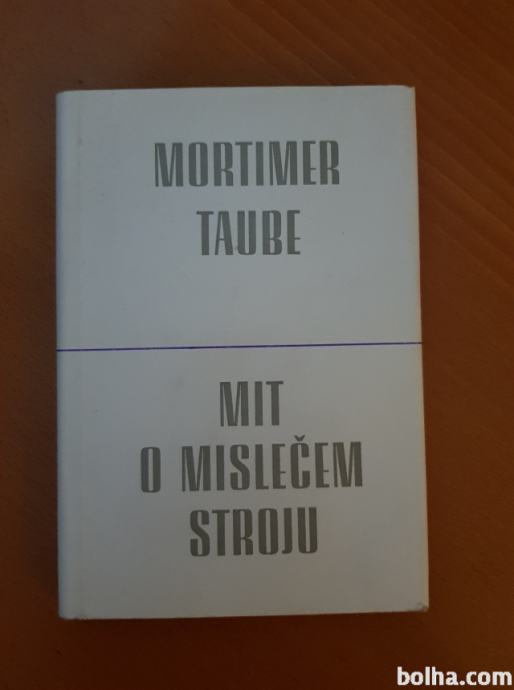 MORTIMER
TAUBE
MIT
O MISLEČEM
STROJU
bolha.com